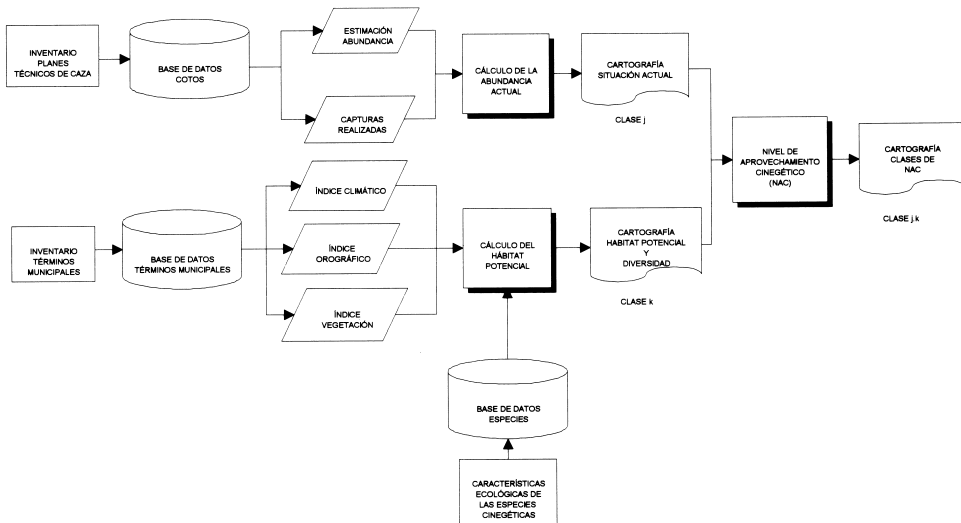 INVENTARIO
PLANES
TÉCNICOS DE CAZA
BASE DE DATOS
COTOS
ESTIMACIÓN
ABUNDANCIA
CAPTURAS
REALIZADAS
CÁLCULO DE LA
ABUNDANCIA
ACTUAL
CARTOGRAFÍA
SITUACIÓN ACTUAL
CLASE j
NIVEL DE
APROVECHAMIENTO
CINEGÉTICO
(NAC)
CARTOGRAFÍA
CLASES DE
NAC
CLASE j.k
INVENTARIO
TÉRMINOS
MUNICIPALES
BASE DE DATOS
TÉRMINOS MUNICIPALES
ÍNDICE CLIMÁTICO
ÍNDICE
OROGRÁFICO
ÍNDICE
VEGETACIÓN
CÁLCULO DEL
HÁBITAT
POTENCIAL
CARTOGRAFÍA
HABITAT POTENCIAL
Y
DIVERSIDAD
CLASE k
BASE DE DATOS
ESPECIES
CARACTERÍSTICAS
ECOLÓGICAS DE
LAS ESPECIES
CINEGÉTICAS